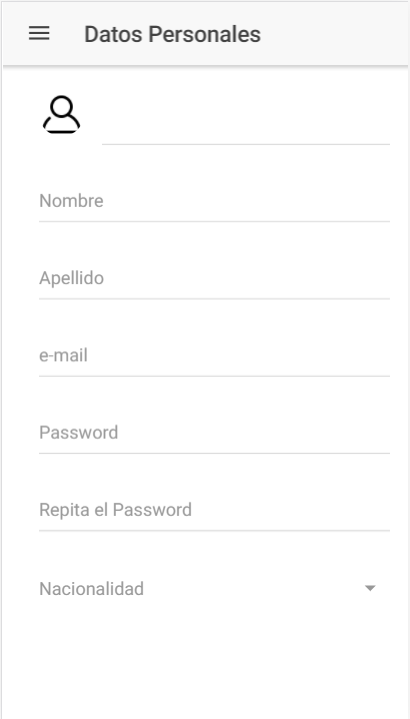 Datos Personales
Nombre
Apellido
e-mail
Password
Repita el Password
Nacionalidad